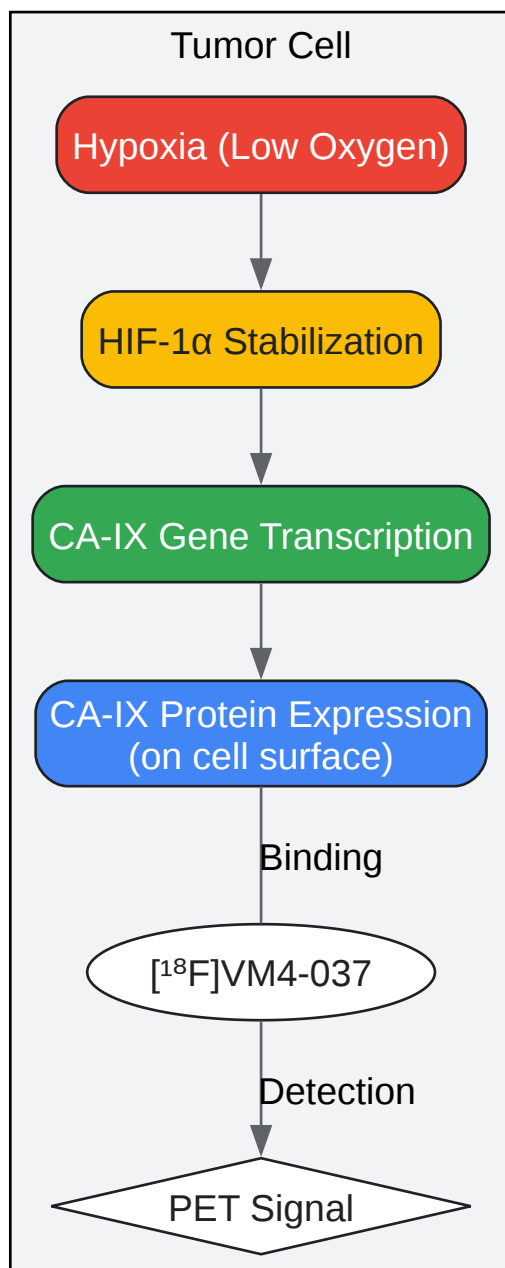 Tumor Cell
Hypoxia (Low Oxygen)
HIF-1α Stabilization
CA-IX Gene Transcription
CA-IX Protein Expression
(on cell surface)
Binding
[¹⁸F]VM4-037
Detection
PET Signal